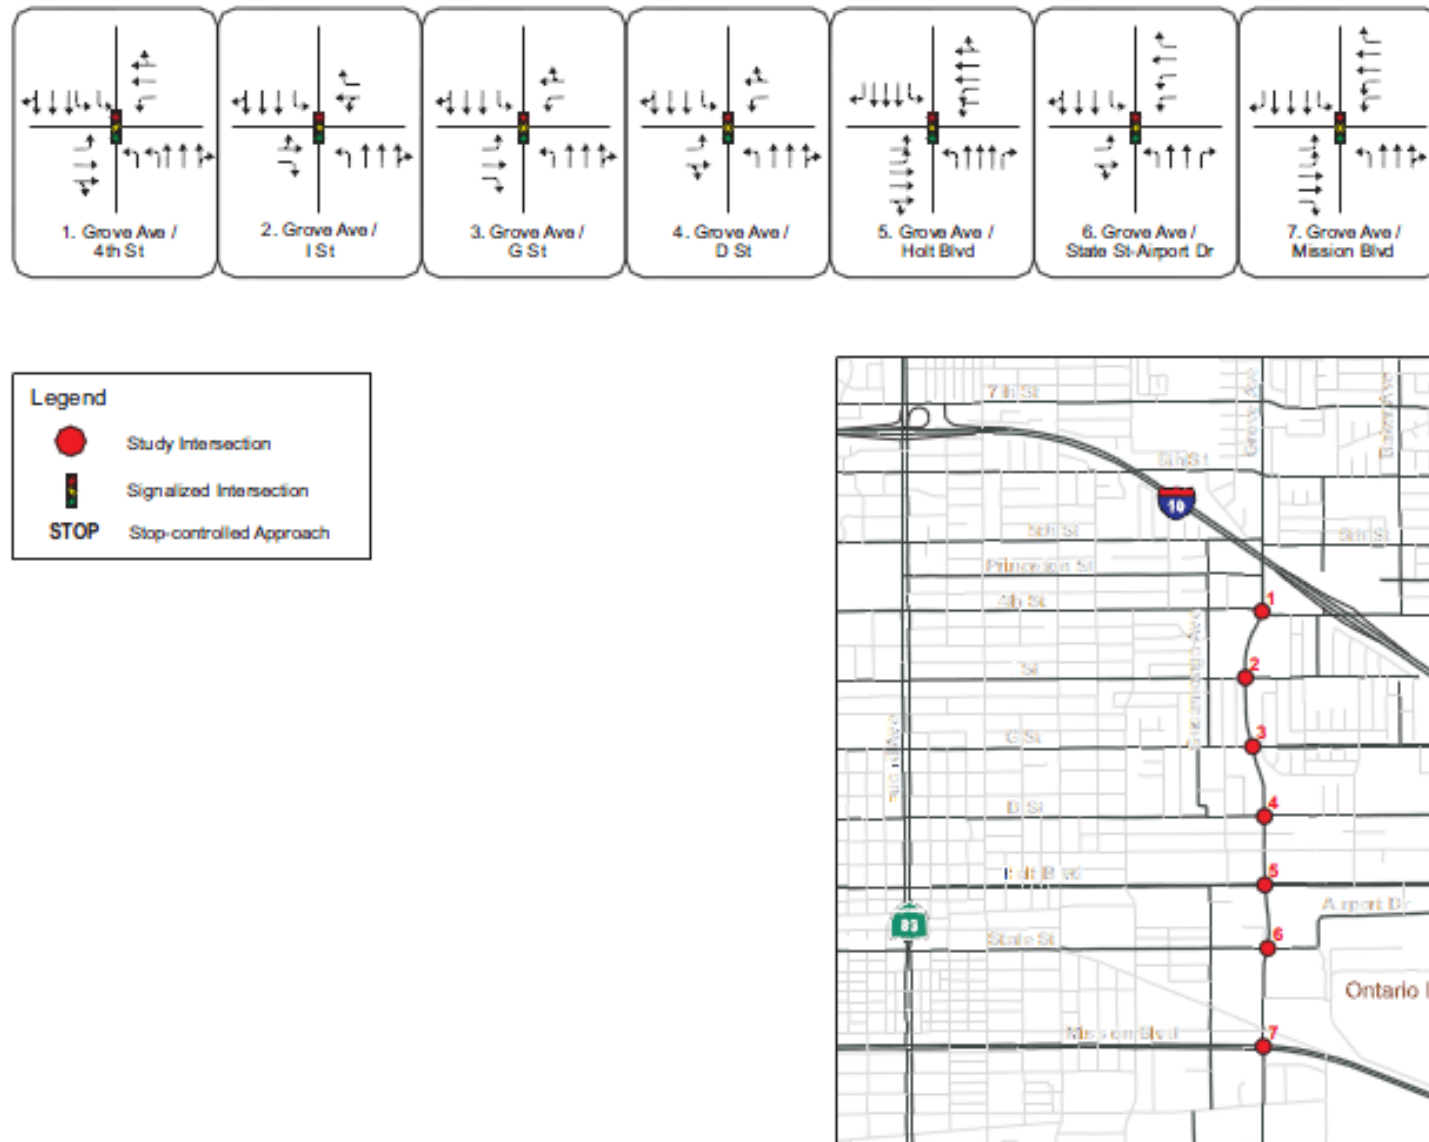 1. Grove Ave /
4th St
2. Grove Ave /
I St
3. Grove Ave /
G St
4. Grove Ave /
D St
5. Grove Ave /
Holt Blvd
6. Grove Ave /
State St-Airport Dr
7. Grove Ave /
Mission Blvd
Legend
Study Intersection
Signalized Intersection
STOP Stop-controlled Approach
7th St
Grove Ave
10
5th St
5th St
Princeton St
4th St
1
St
2
G St
3
D St
4
Holt Blvd
5
Airport Dr
83
State St
6
Ontario I
Mission Blvd
7